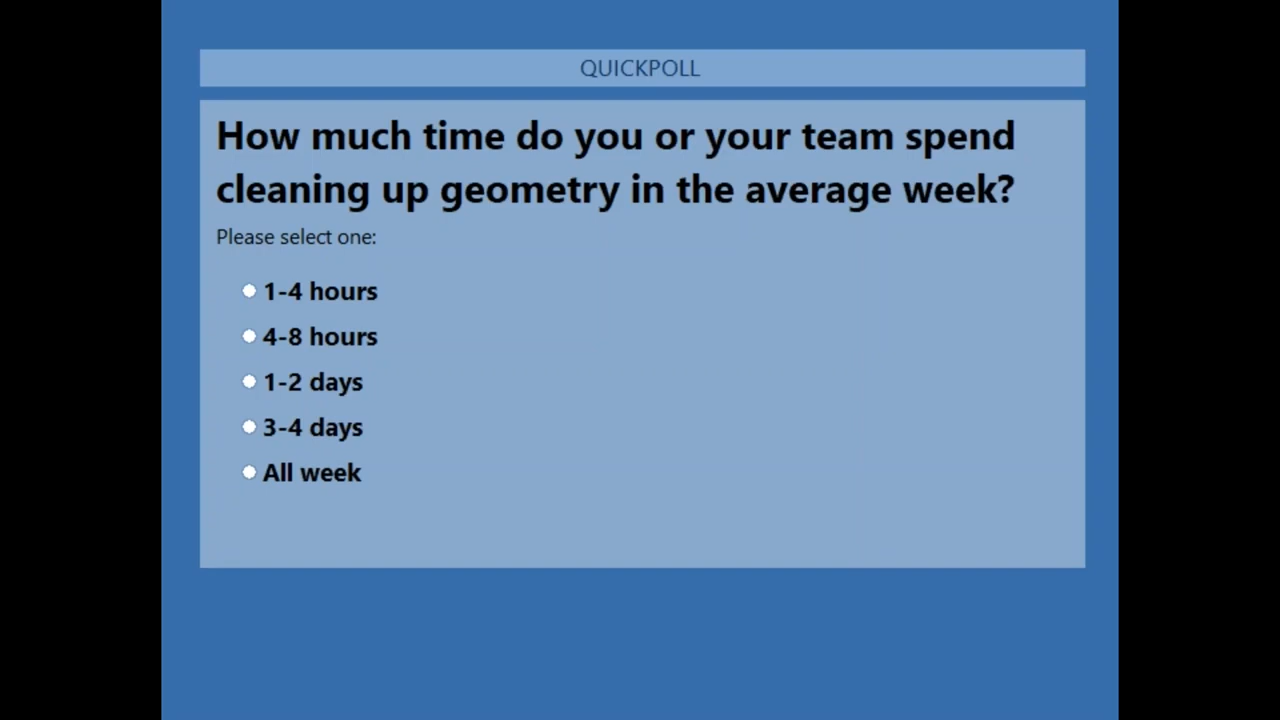 QUICKPOLL
How much time do you or your team spend
cleaning up geometry in the average week?
Please select one:
1-4 hours
4-8 hours
1-2 days
3-4 days
All week